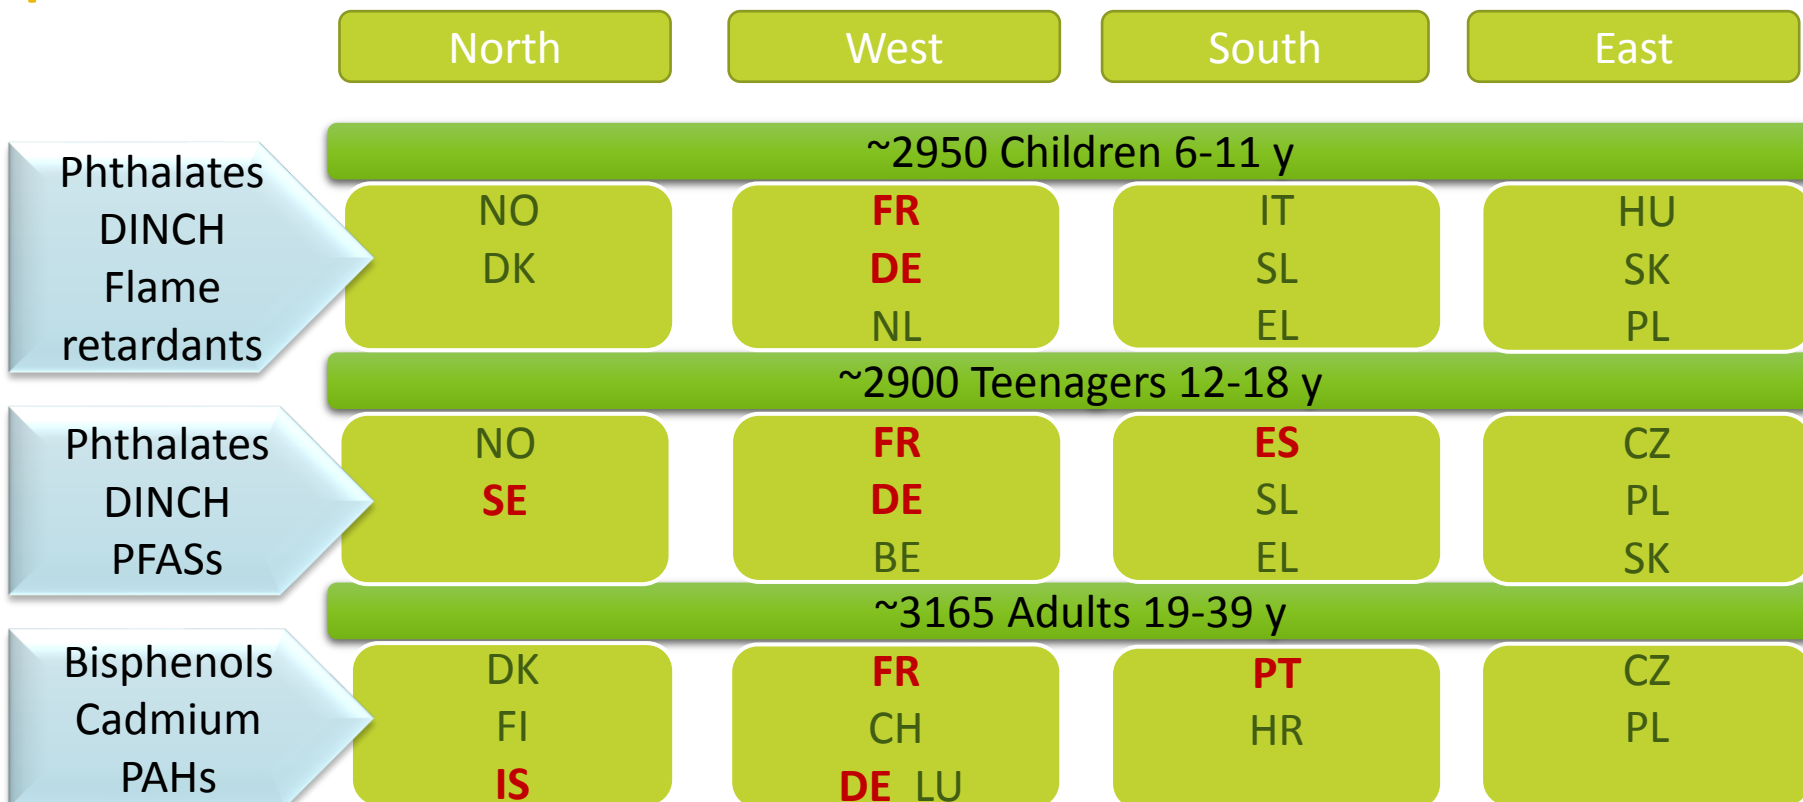 North
West
South
East
~2950 Children 6-11 y
Phthalates
DINCH
Flame
retardants
NO
DK
FR
DE
NL
IT
SL
EL
HU
SK
PL
~2900 Teenagers 12-18 y
Phthalates
DINCH
PFASs
NO
SE
FR
DE
BE
ES
SL
EL
CZ
PL
SK
~3165 Adults 19-39 y
Bisphenols
Cadmium
PAHs
DK
FI
IS
FR
CH
DE LU
PT
HR
CZ
PL